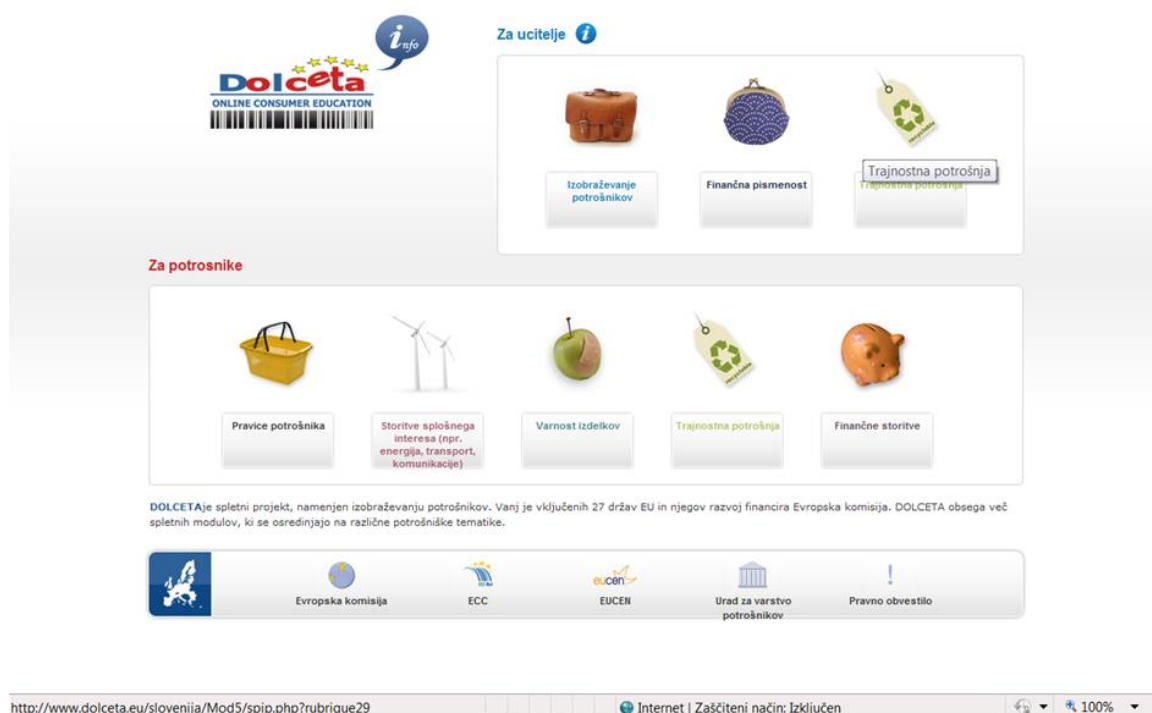 info
Dolceta
ONLINE CONSUMER EDUCATION
Za ucitelje i
recyclable
Trajnostna potrošnja
Izobraževanje
potrošnikov
Finančna pismenost
Trajnostna potrošnja
Za potrosnike
recyclable
Pravice potrošnika
Storitve splošnega
interesa (npr.
energija, transport,
komunikacije)
Varnost izdelkov
Trajnostna potrošnja
Finančne storitve
DOLCETAje spletni projekt, namenjen izobraževanju potrošnikov. Vanj je vključenih 27 držav EU in njegov razvoj financira Evropska komisija. DOLCETA obsega več
spletnih modulov, ki se osredinjajo na različne potrošniške tematike.
eucen
!
Evropska komisija
ECC
EUCEN
Urad za varstvo
potrošnikov
Pravno obvestilo
http://www.dolceta.eu/slovenija/Mod5/spip.php?rubrique29
Internet | Zaščiteni način: Izključen
100%